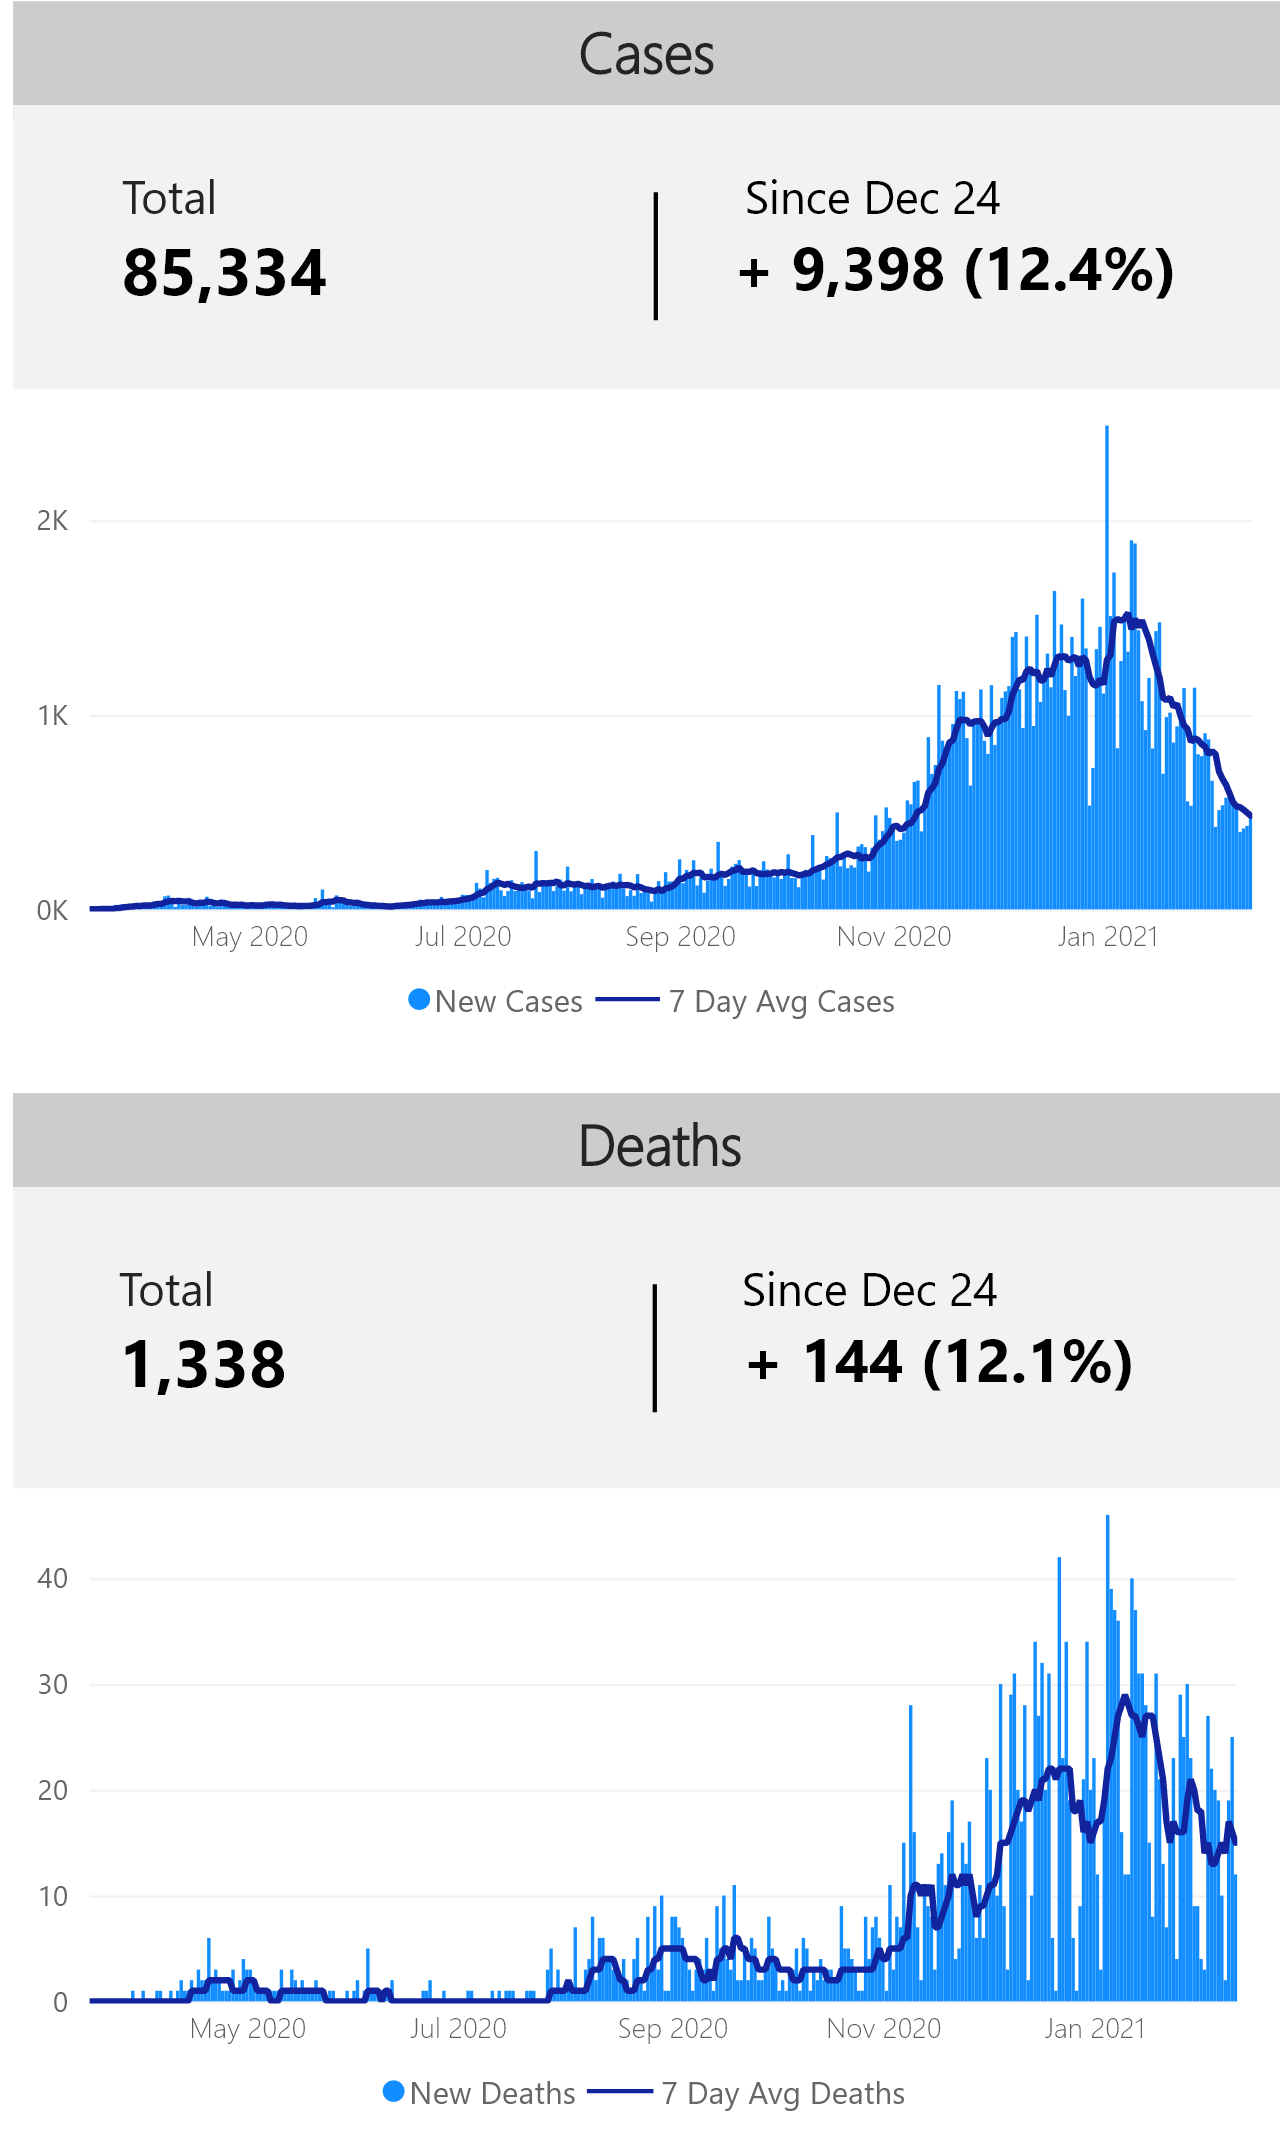 Cases
Total
Since Dec 24
85,334
+ 9,398 (12.4%)
2K
1K
0K
May 2020
Jul 2020
Sep 2020
Nov 2020
Jan 2021
New Cases
7 Day Avg Cases
Deaths
Total
Since Dec 24
1,338
+ 144 (12.1%)
40
30
20
10
0
May 2020
Jul 2020
Sep 2020
Nov 2020
Jan 2021
New Deaths
7 Day Avg Deaths